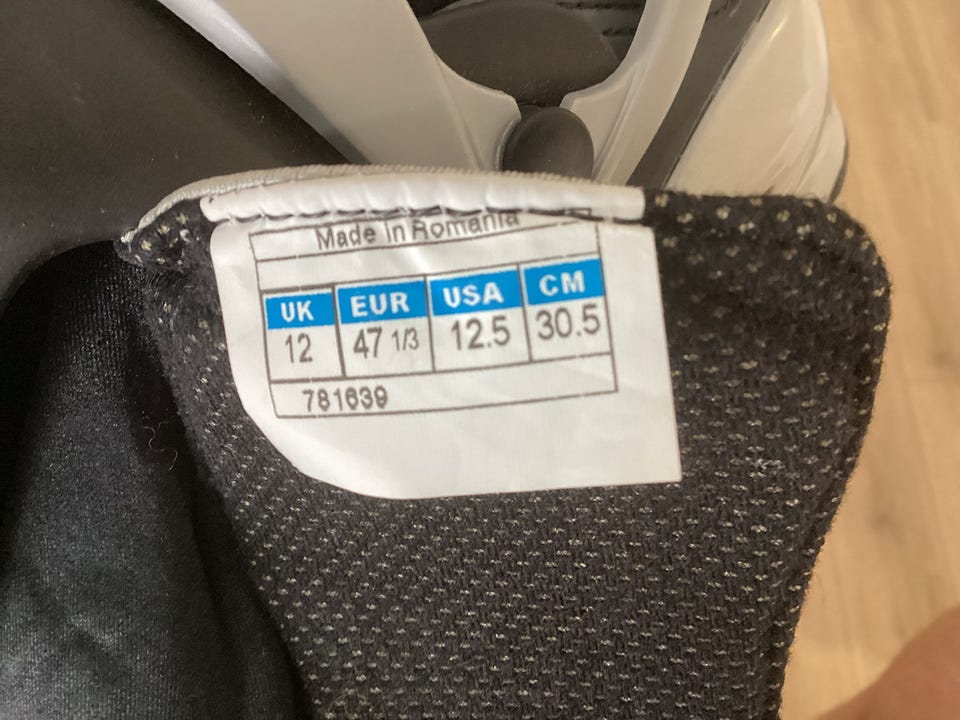 Made in Romania
UK EUR USA CM
12 47 1/3 12.5 30.5
781639